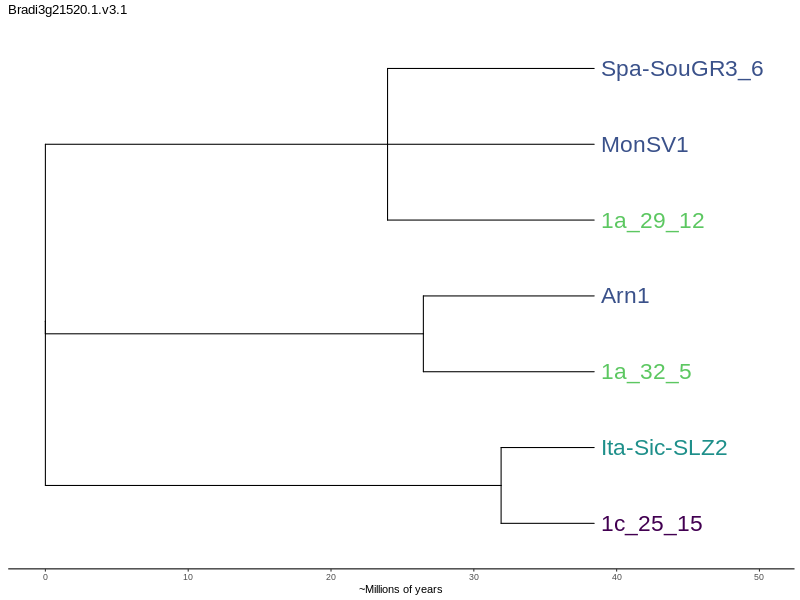 Bradi3g21520.1.v3.1
Spa-SouGR3_6
MonSV1
1a_29_12
Arn1
1a_32_5
Ita-Sic-SLZ2
1c_25_15
0 10 20 30 40 50
~Millions of years